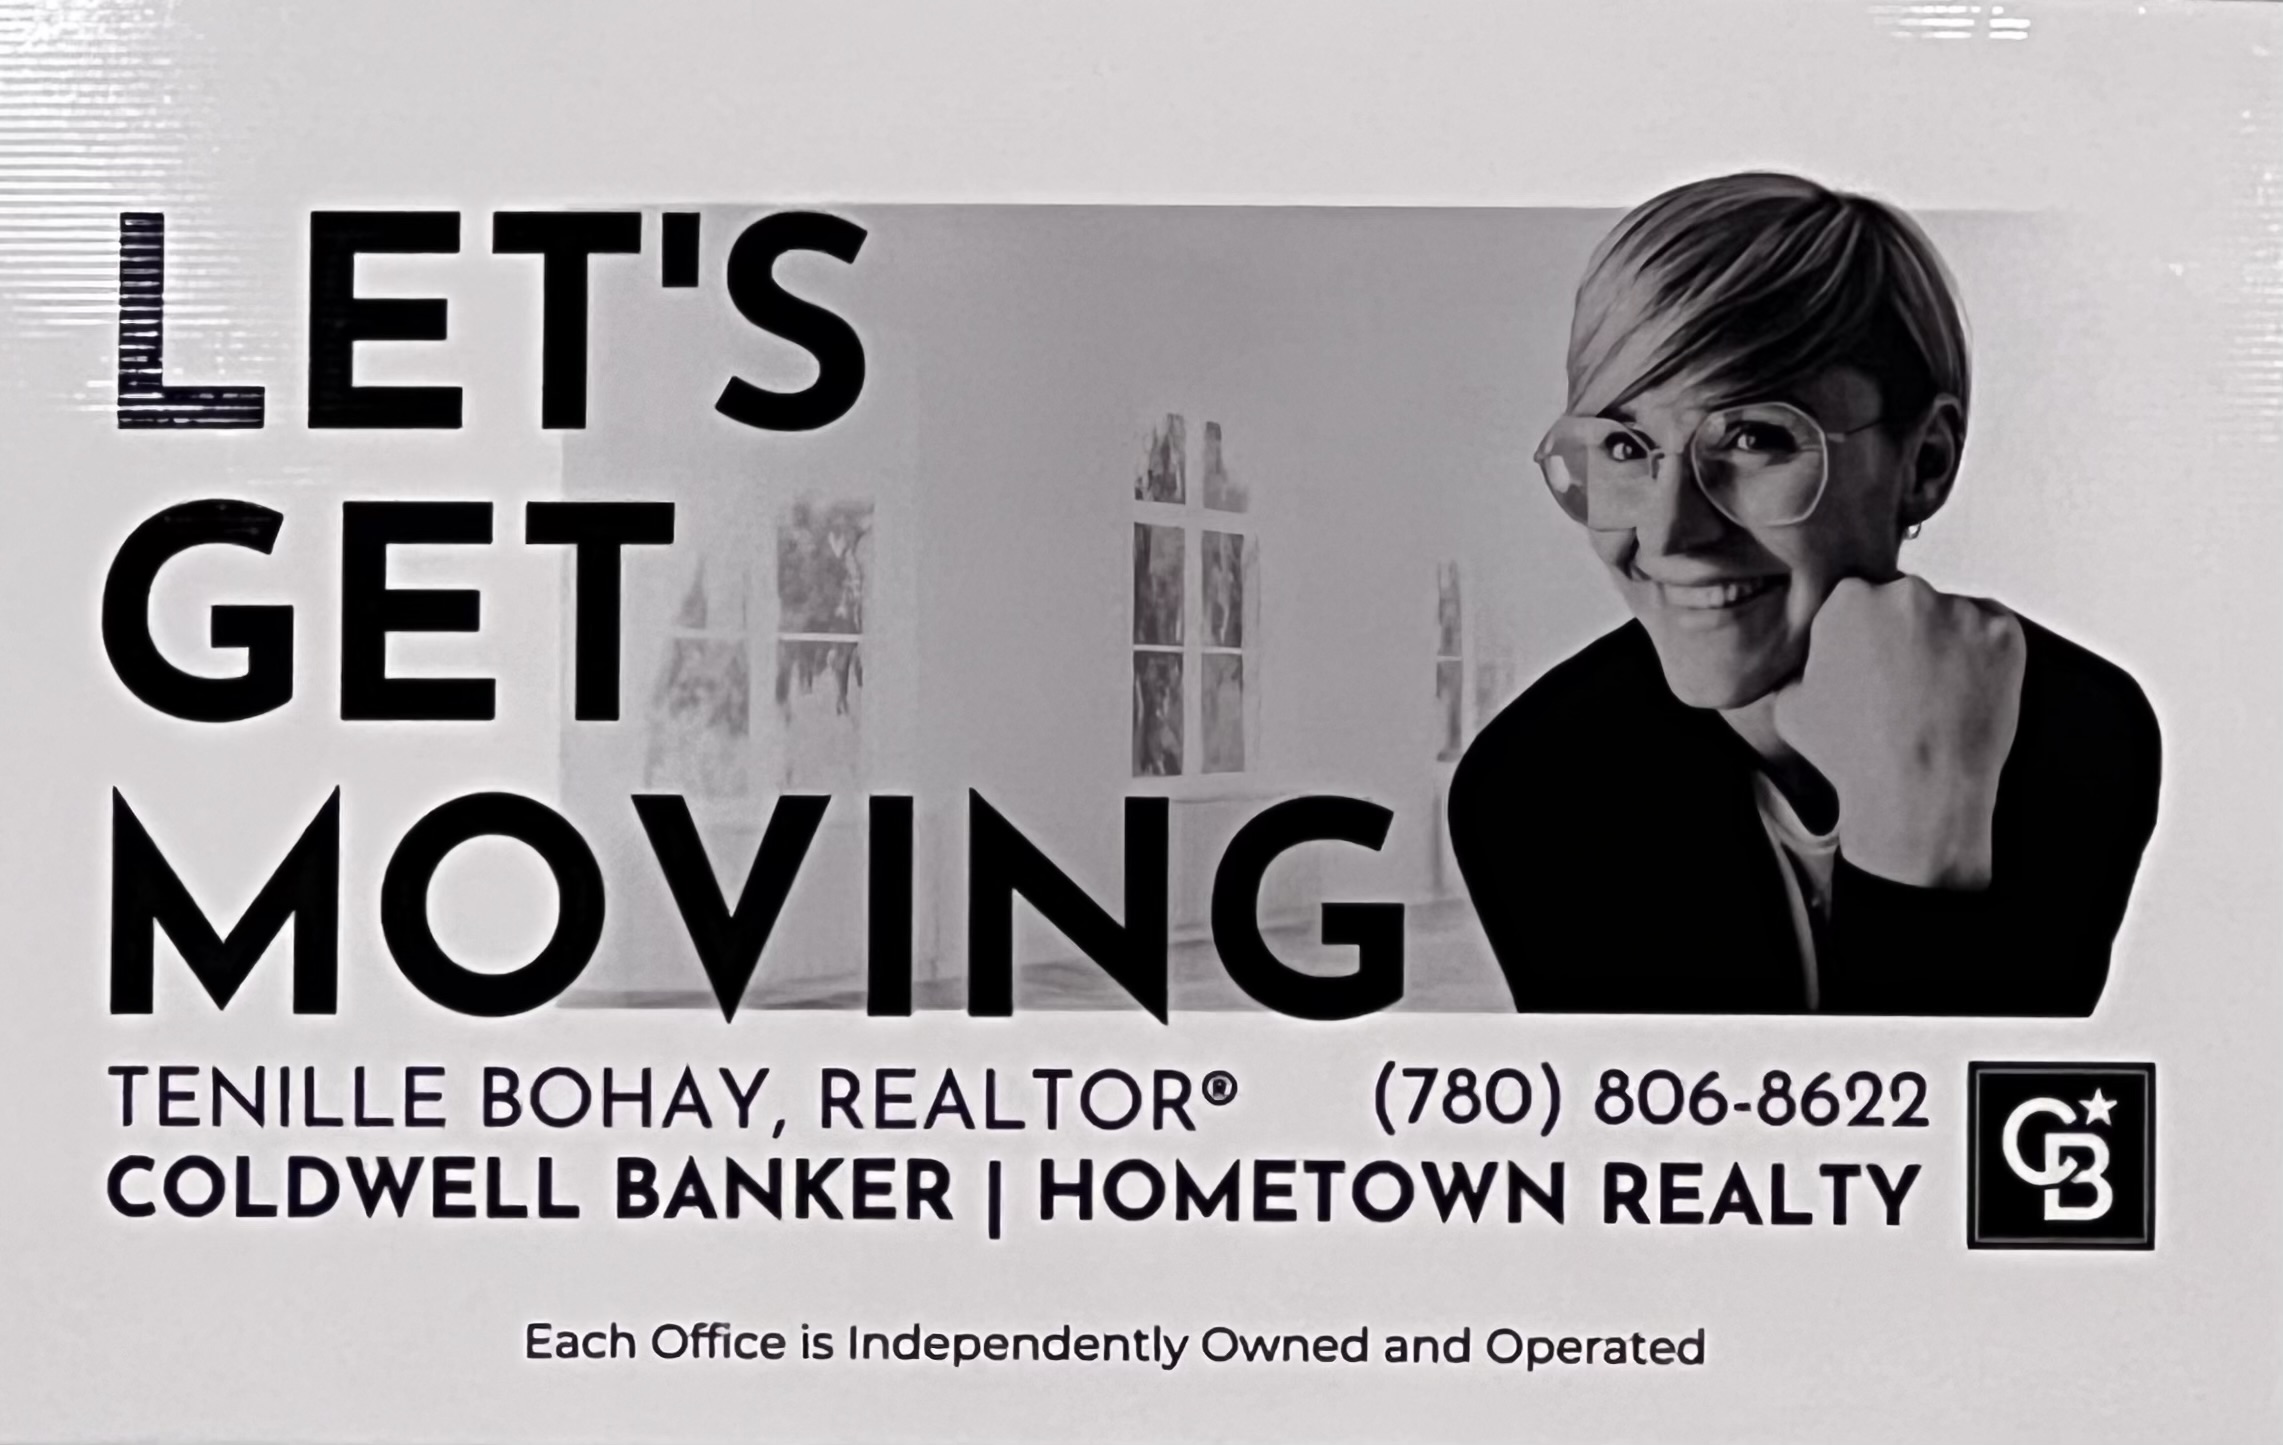 LET'S
GET
MOVING
TENILLE BOHAY, REALTOR® (780) 806-8622
COLDWELL BANKER | HOMETOWN REALTY
CB
Each Office is Independently Owned and Operated